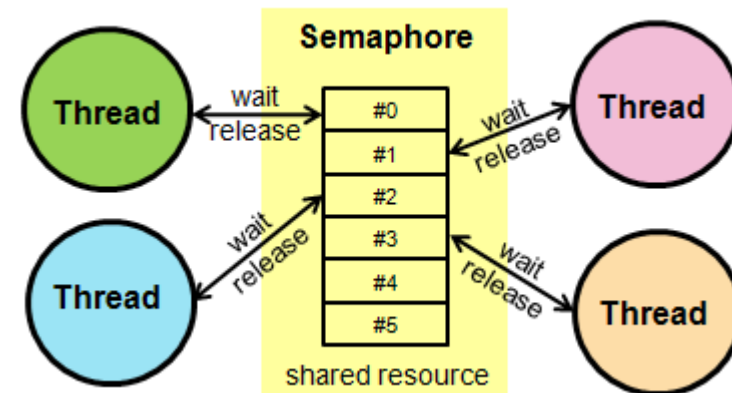 Semaphore
Thread
wait
release
#0
#1
#2
#3
#4
#5
wait
release
Thread
Thread
wait
release
wait
release
Thread
shared resource